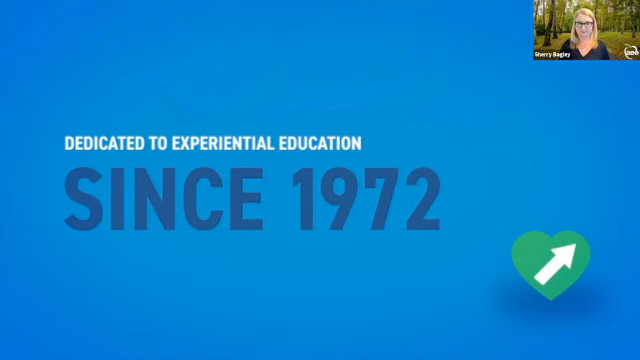 Sherry Bagley
DEDICATED TO EXPERIENTIAL EDUCATION
SINCE 1972